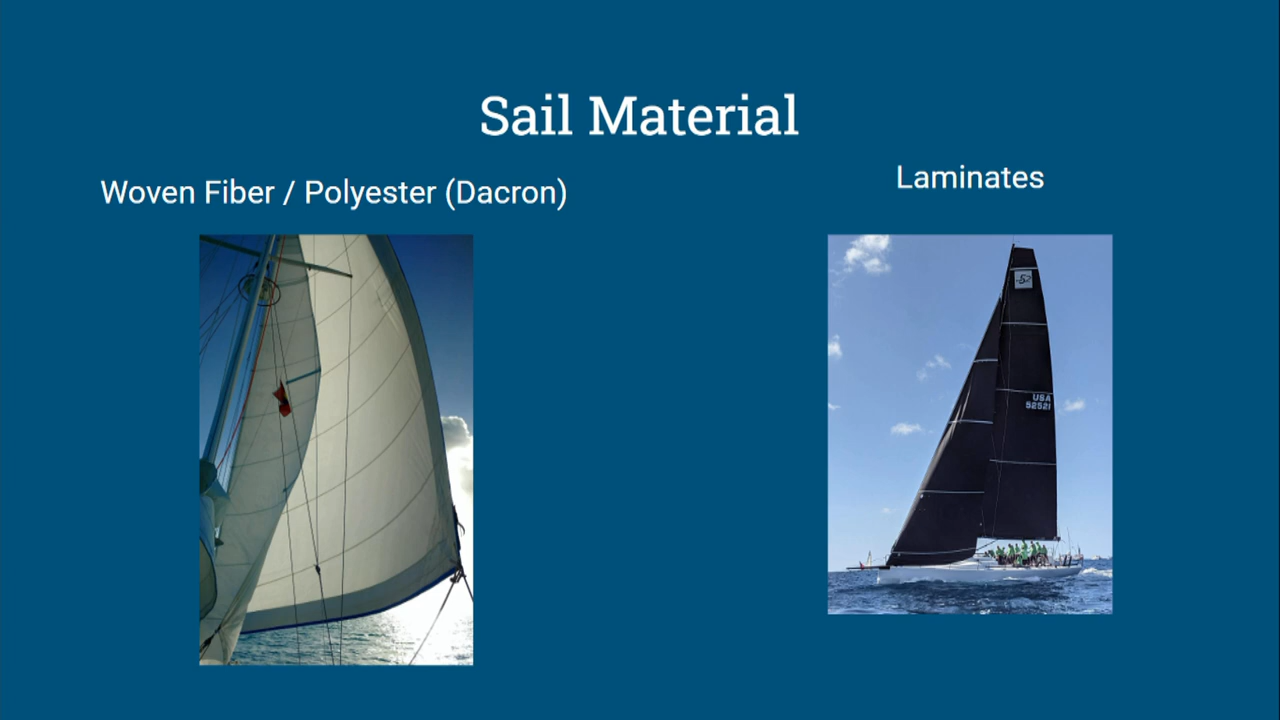 Sail Material
Woven Fiber / Polyester (Dacron)
Laminates
USA
52521